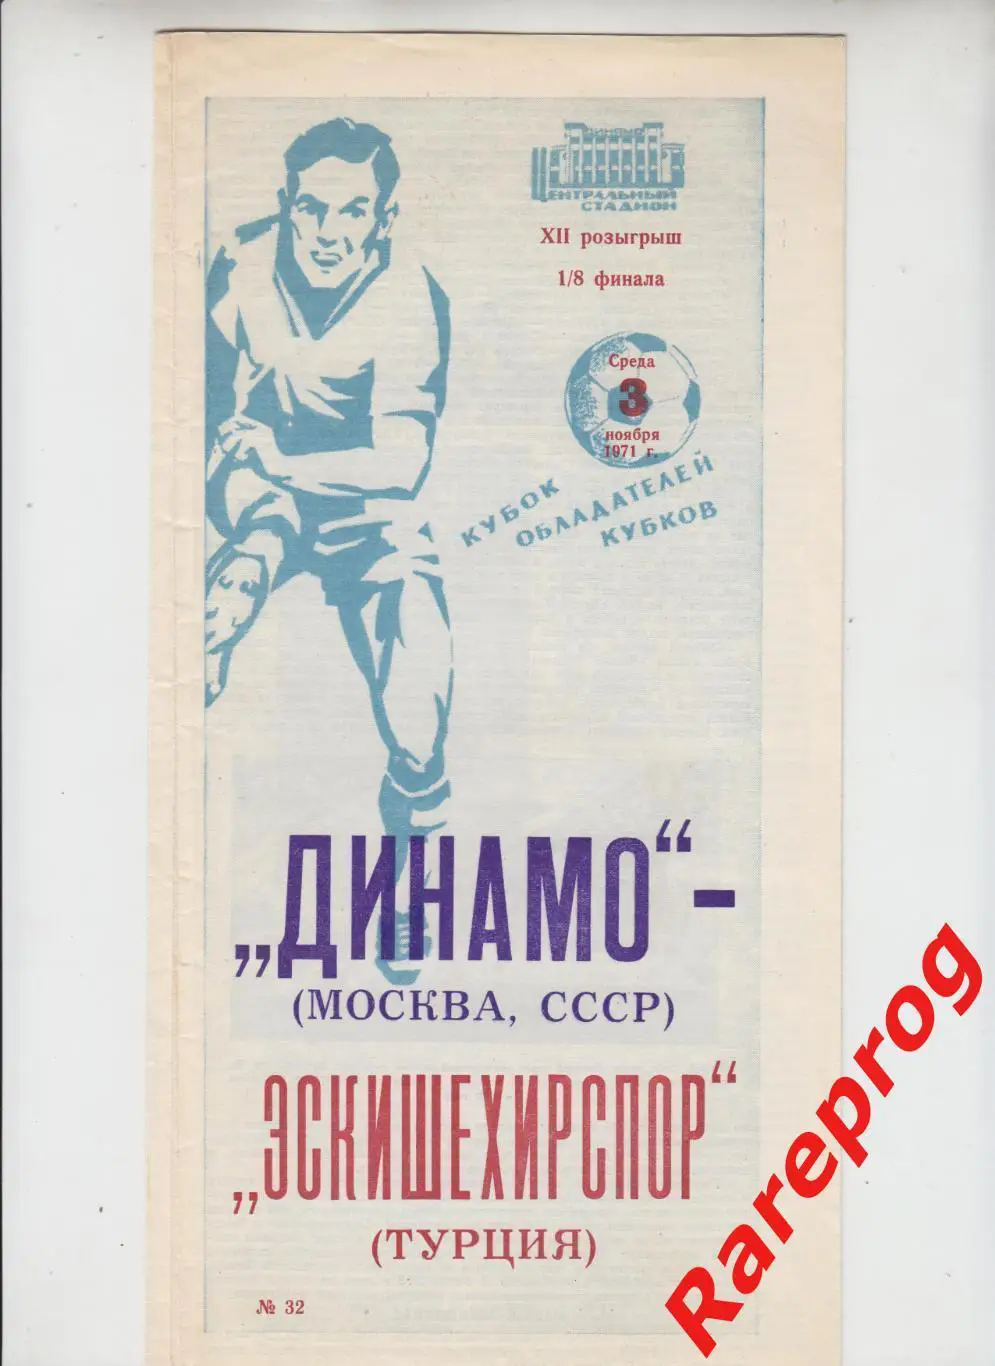 ДИНАМО
ЦЕНТРАЛЬНЫЙ
СТАДИОН
XII розыгрыш
1/8 финала
Среда
3
ноября
1971 г.
КУБОК
ОБЛАДАТЕЛЕЙ
КУБКОВ
„ДИНАМО“-
(МОСКВА, СССР)
„ЭСКИШЕХИРСПОР“
(ТУРЦИЯ)
№ 32
Rareprog